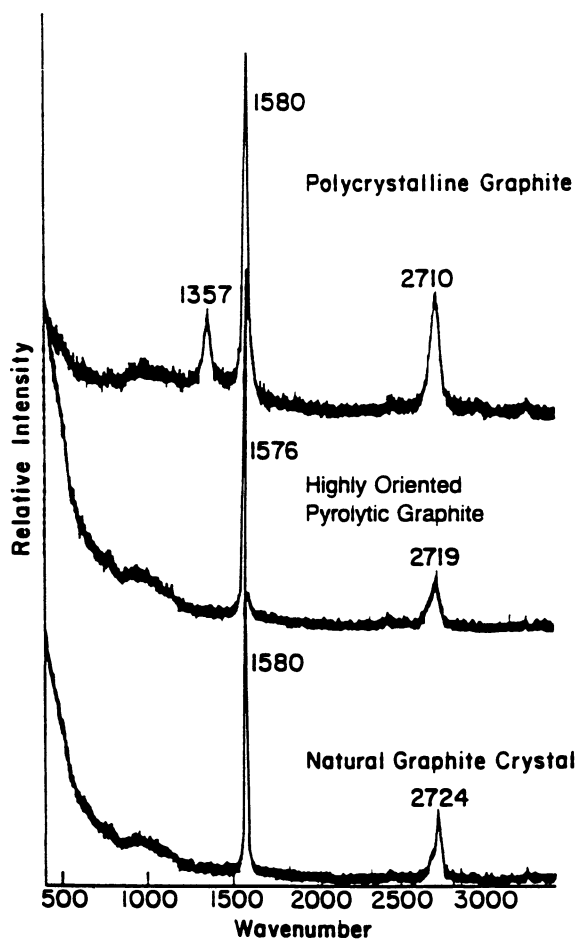 1580
Polycrystalline Graphite
1357
2710
Relative Intensity
1576
Highly Oriented
Pyrolytic Graphite
2719
1580
Natural Graphite Crystal
2724
500 1000 1500 2000 2500 3000
Wavenumber